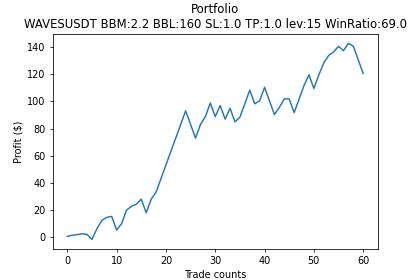 Portfolio
WAVESUSDT BBM:2.2 BBL:160 SL:1.0 TP:1.0 lev:15 WinRatio:69.0
140
120
100
80
60
40
20
0
Profit ($)
0 10 20 30 40 50 60
Trade counts